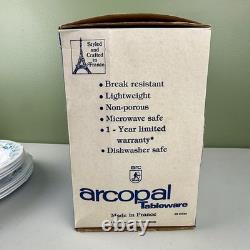 Styled
and
Crafted
in
France
• Break resistant
• Lightweight
• Non-porous
• Microwave safe
• 1 - Year limited
warranty*
• Dishwasher safe
arc
arcopal
Tableware
Made in France